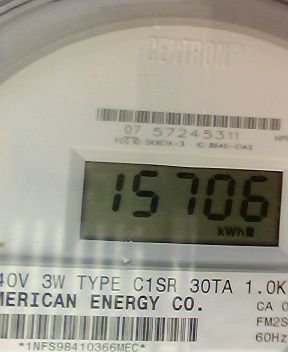 CENTRON®
07 57245311
15706
kWh
40V 3W TYPE C1SR 30TA 1.0K
MERICAN ENERGY CO.
CA 0
FM2S
60Hz
*1NFS98410366MEC*